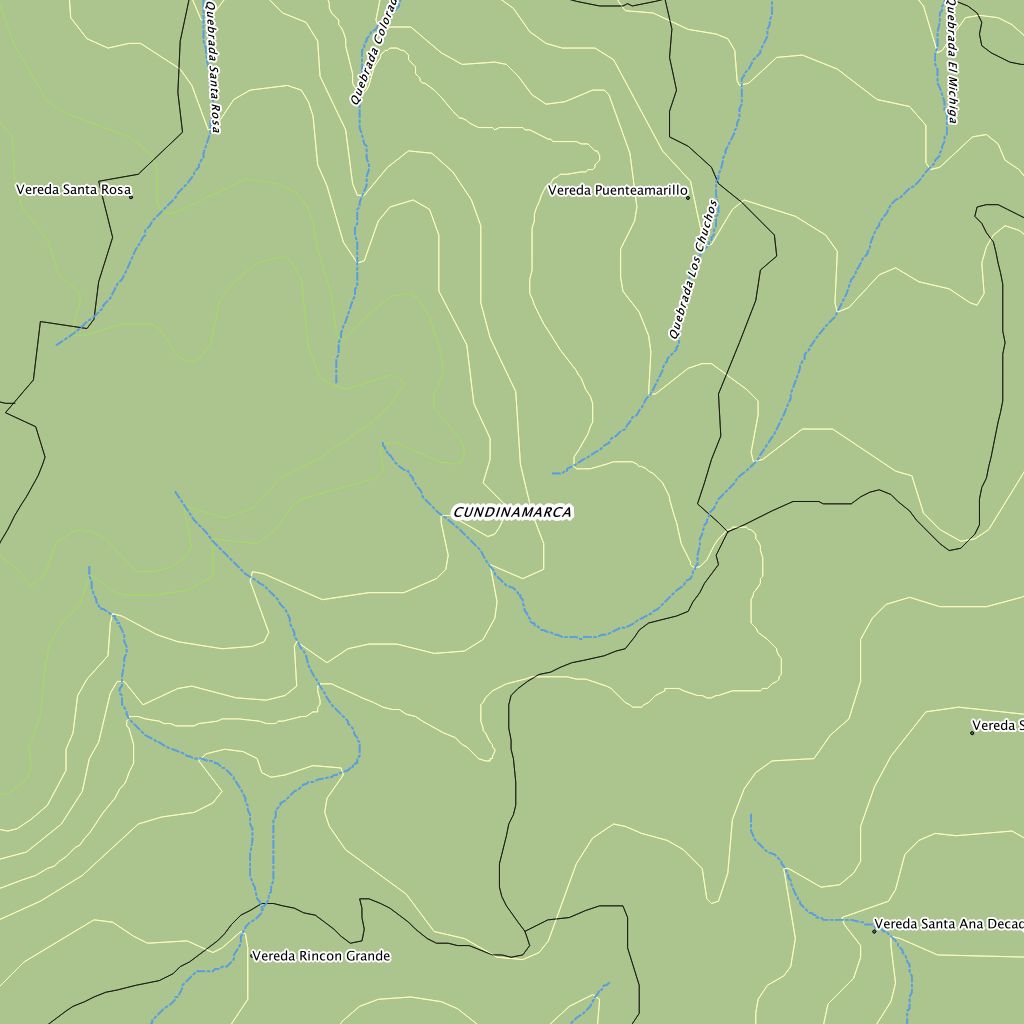 Quebrada Santa Rosa
Quebrada Colorad
Quebrada El Michiga
Vereda Santa Rosa
Vereda Puenteamarillo
Quebrada Los Chuchos
CUNDINAMARCA
Vereda S
Vereda Santa Ana Decad
Vereda Rincon Grande